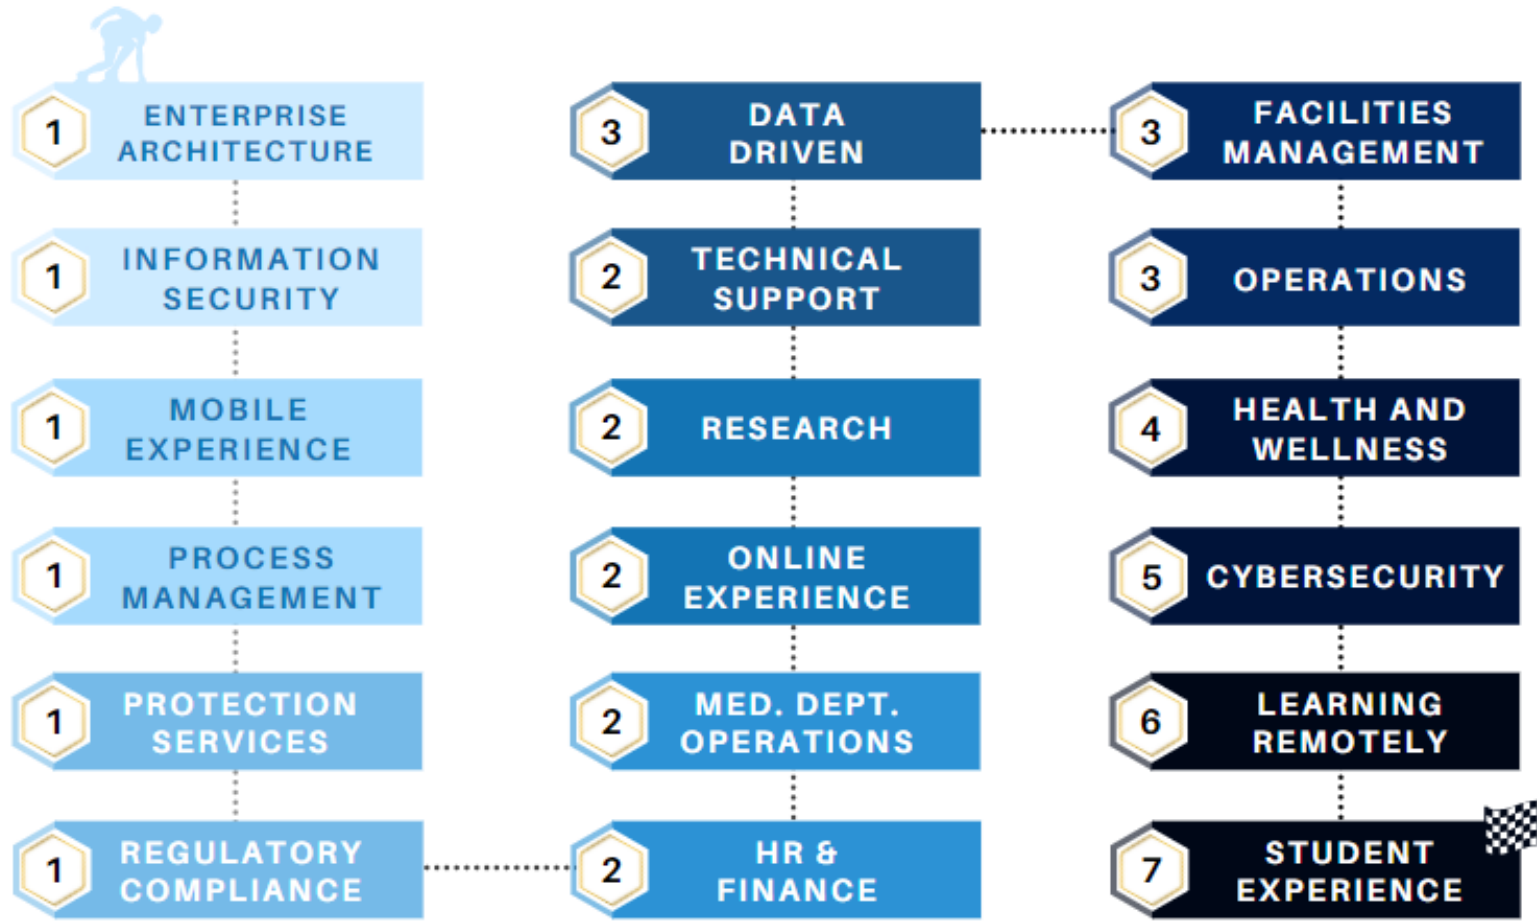 1
ENTERPRISE
ARCHITECTURE
1
INFORMATION
SECURITY
1
MOBILE
EXPERIENCE
1
PROCESS
MANAGEMENT
1
PROTECTION
SERVICES
1
REGULATORY
COMPLIANCE
3
DATA
DRIVEN
2
TECHNICAL
SUPPORT
2
RESEARCH
2
ONLINE
EXPERIENCE
2
MED. DEPT.
OPERATIONS
2
HR &
FINANCE
3
FACILITIES
MANAGEMENT
3
OPERATIONS
4
HEALTH AND
WELLNESS
5
CYBERSECURITY
6
LEARNING
REMOTELY
7
STUDENT
EXPERIENCE